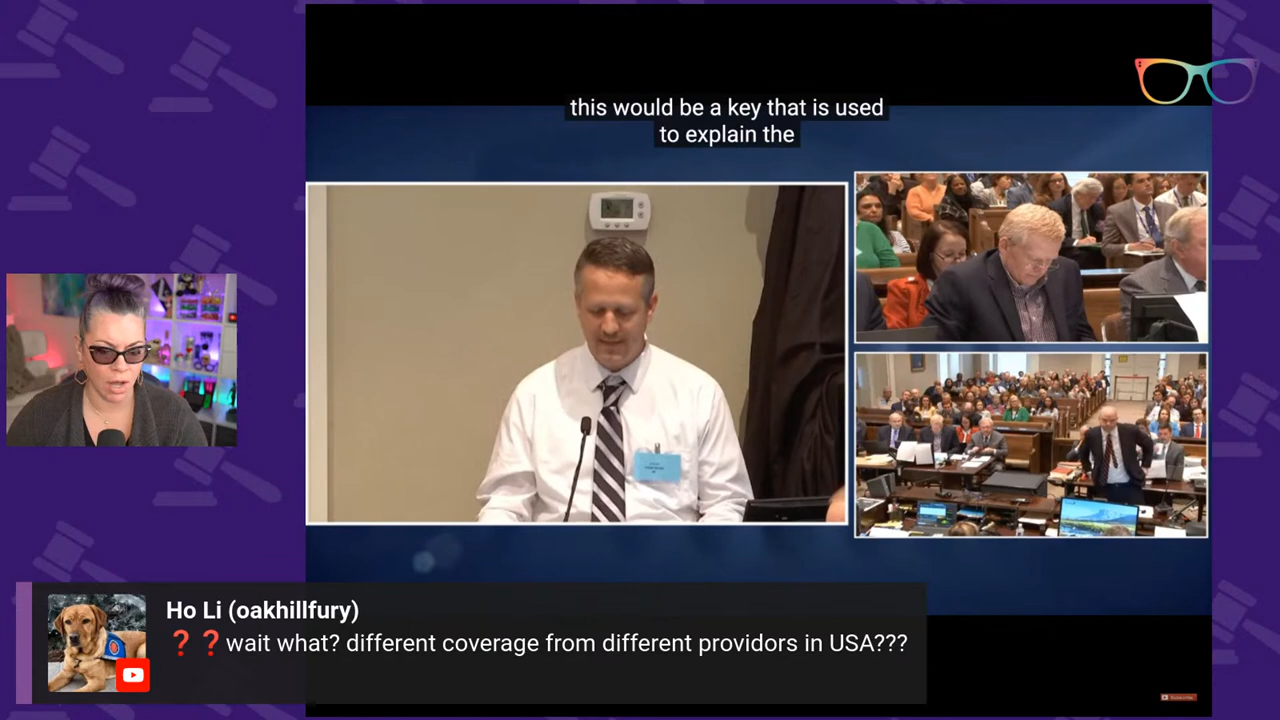 this would be a key that is used
to explain the
Ho Li (oakhillfury)
❓❓wait what? different coverage from different providors in USA???